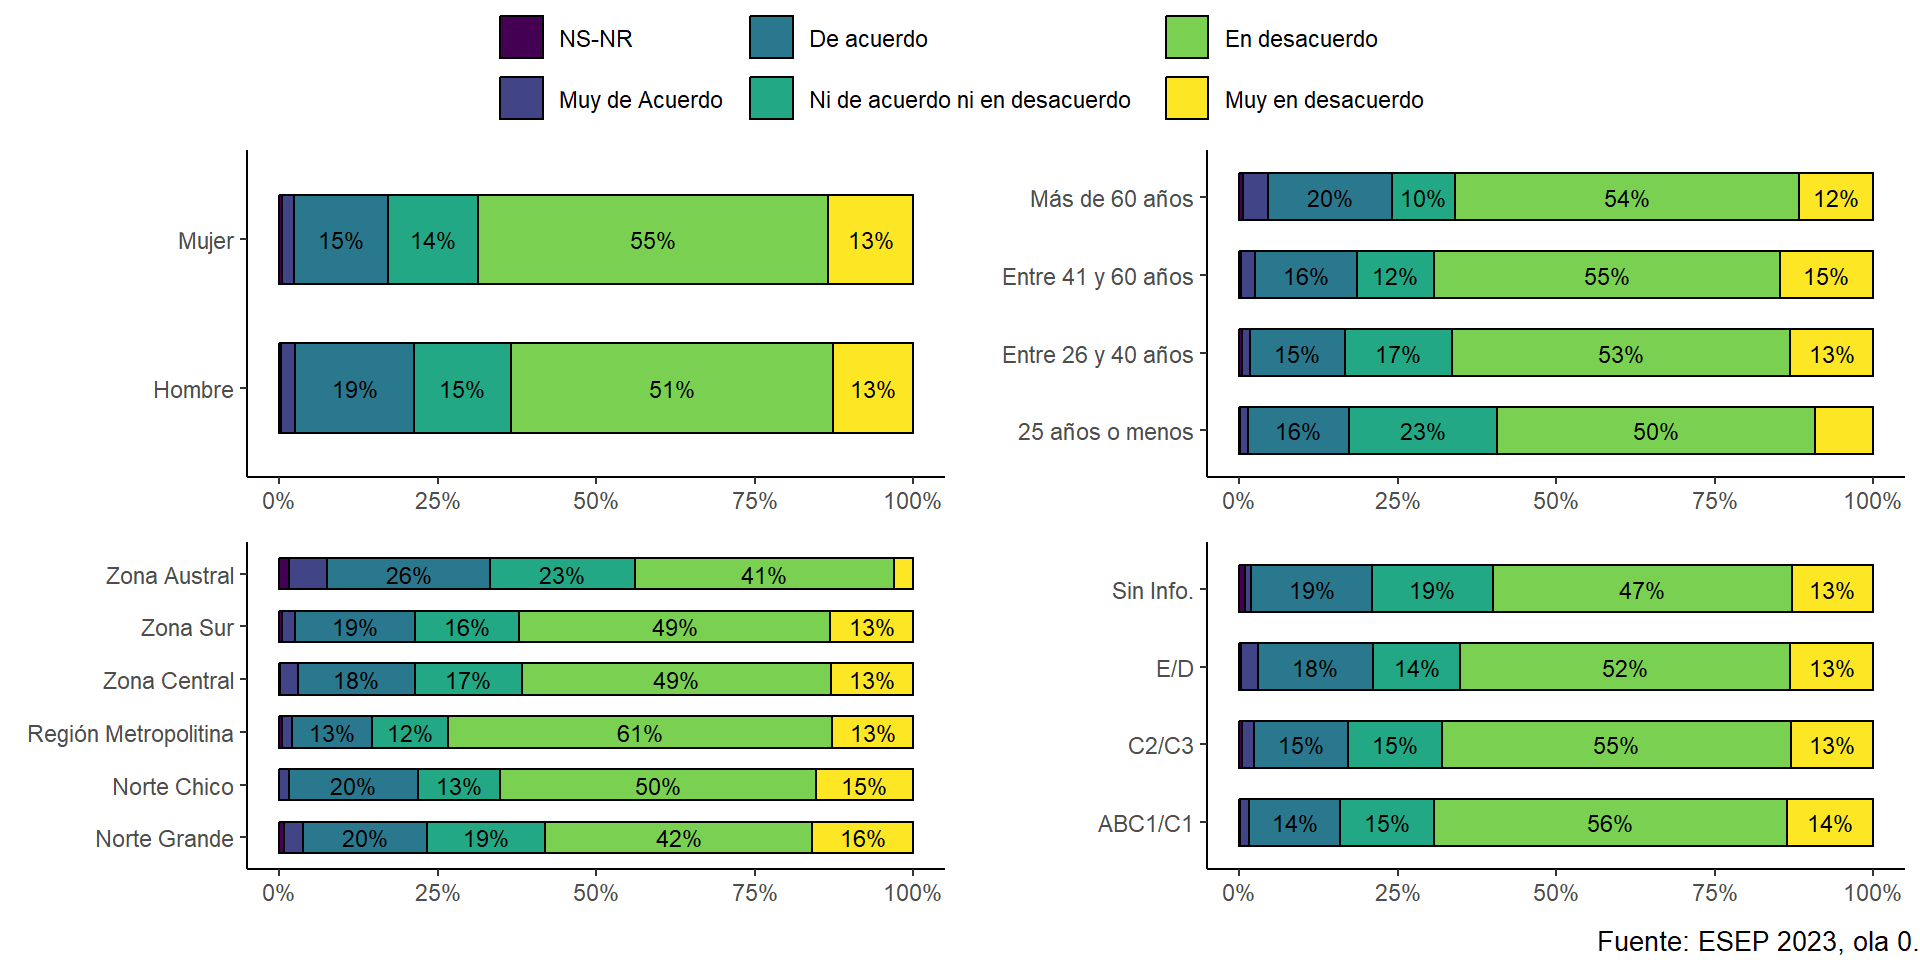 NS-NR De acuerdo En desacuerdo
Muy de Acuerdo Ni de acuerdo ni en desacuerdo Muy en desacuerdo
Mujer 15% 14% 55% 13%
Hombre 19% 15% 51% 13%
0% 25% 50% 75% 100%
Más de 60 años 20% 10% 54% 12%
Entre 41 y 60 años 16% 12% 55% 15%
Entre 26 y 40 años 15% 17% 53% 13%
25 años o menos 16% 23% 50%
0% 25% 50% 75% 100%
Zona Austral 26% 23% 41%
Zona Sur 19% 16% 49% 13%
Zona Central 18% 17% 49% 13%
Región Metropolitina 13% 12% 61% 13%
Norte Chico 20% 13% 50% 15%
Norte Grande 20% 19% 42% 16%
0% 25% 50% 75% 100%
Sin Info. 19% 19% 47% 13%
E/D 18% 14% 52% 13%
C2/C3 15% 15% 55% 13%
ABC1/C1 14% 15% 56% 14%
0% 25% 50% 75% 100%
Fuente: ESEP 2023, ola 0.